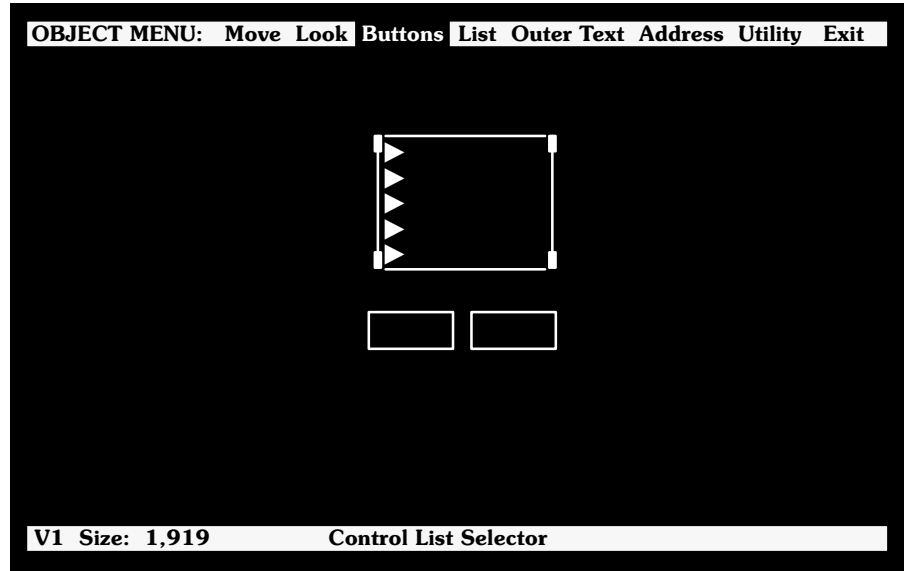 OBJECT MENU: Move Look Buttons List Outer Text Address Utility Exit
V1 Size: 1,919 Control List Selector